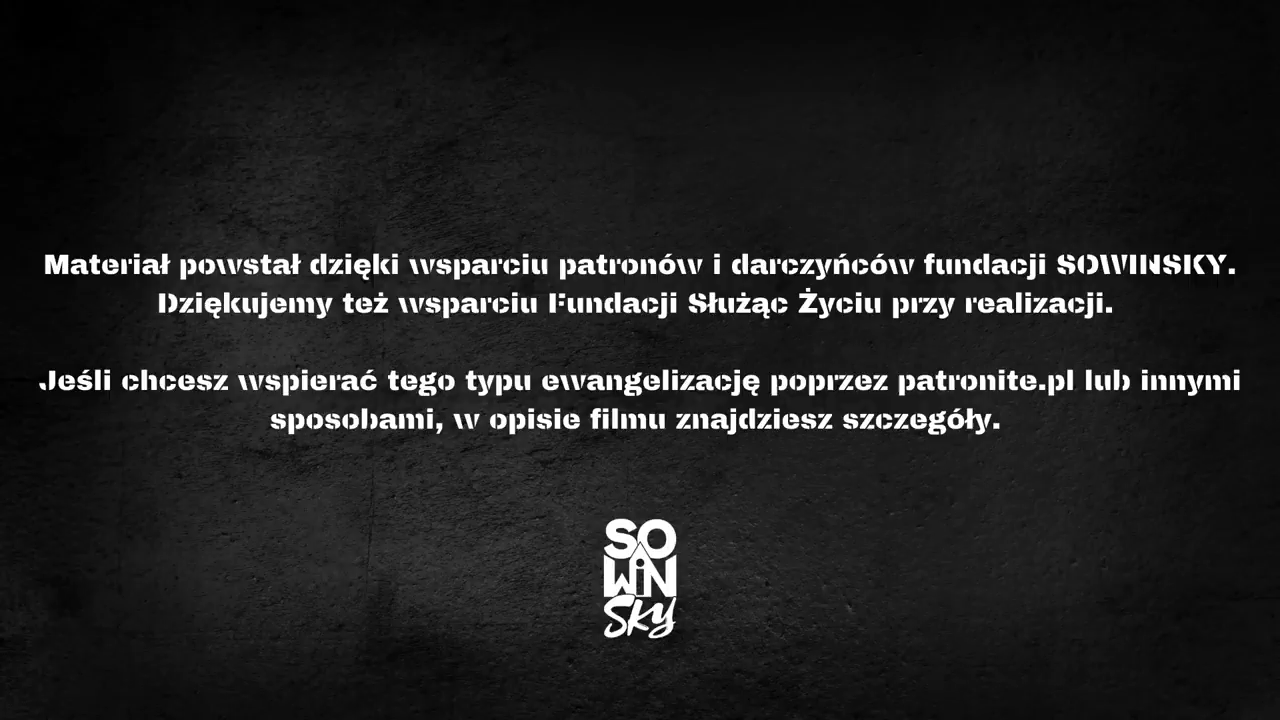 Materiał powstał dzięki wsparciu patronów i darczyńców fundacji SOWINSKY.
Dziękujemy też wsparciu Fundacji Służąc Życiu przy realizacji.
Jeśli chcesz wspierać tego typu ewangelizację poprzez patronite.pl lub innymi
sposobami, w opisie filmu znajdziesz szczegóły.
SO
WiN
Sky